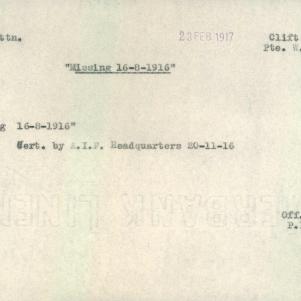 ttn. 23 FEB 1917 Clift
Pte. W.
"Missing 16-8-1916"
g 16-8-1916"
Cert. by A.I.F. Headquarters 20-11-16
Off.
P.